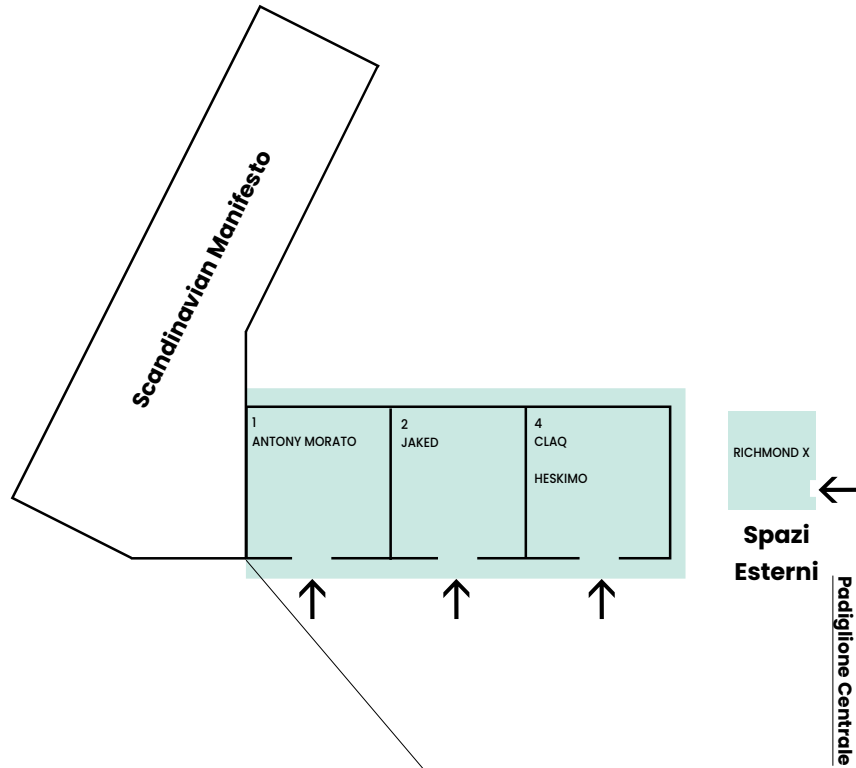 Scandinavian Manifesto
1
ANTONY MORATO
2
JAKED
4
CLAQ
HESKIMO
RICHMOND X
Spazi
Esterni
Padiglione Centrale